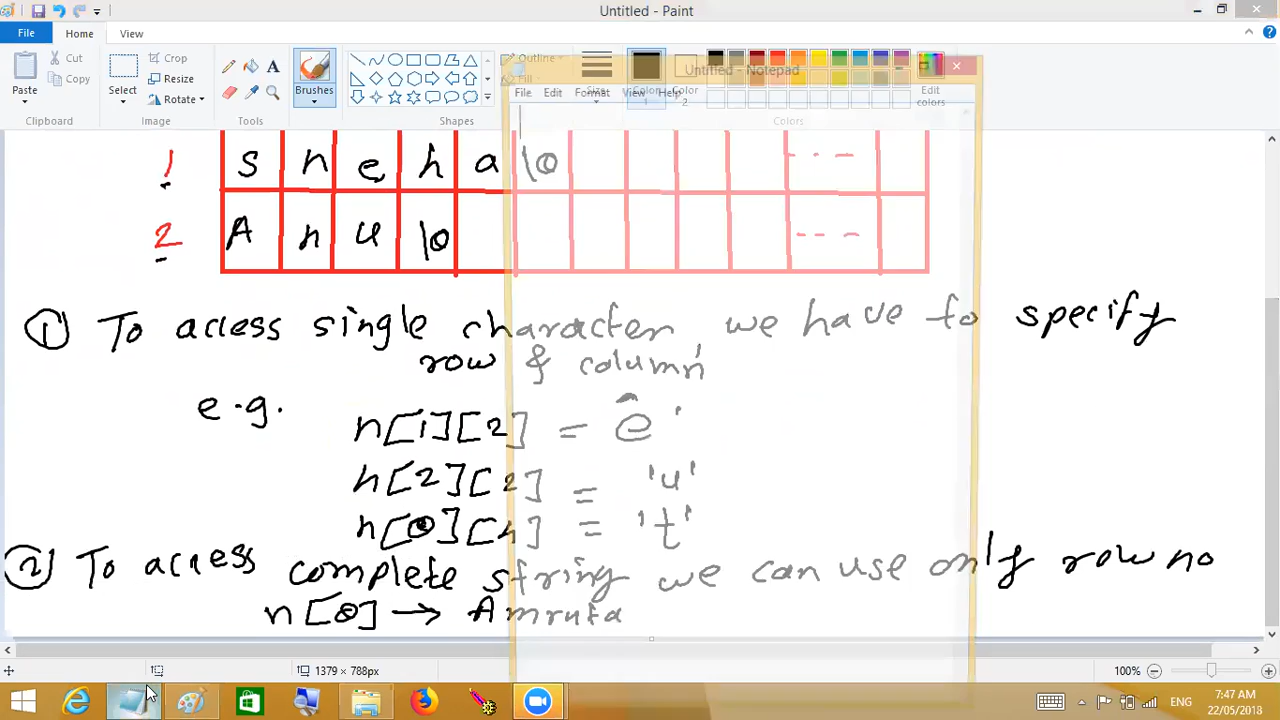 Untitled - Paint
File Home View
Cut
Copy
Paste
Clipboard
Select
Crop
Resize
Rotate
Image
Tools
A
Brushes
Shapes
Outline
Fill
Size
Color 1
Color 2
Colors
Edit colors
Untitled - Notepad
File Edit Format View Help
1 s n e h a \0 - · - -
2 A n u \0 -- - -
① To access single character we have to specify
row & column
e.g.
n[1][2] = 'e'
n[2][2] = 'u'
n[0][4] = 't'
② To access complete string we can use only row no
n[0] → Amruta
1379 × 788px
100%
ENG
7:47 AM
22/05/2018